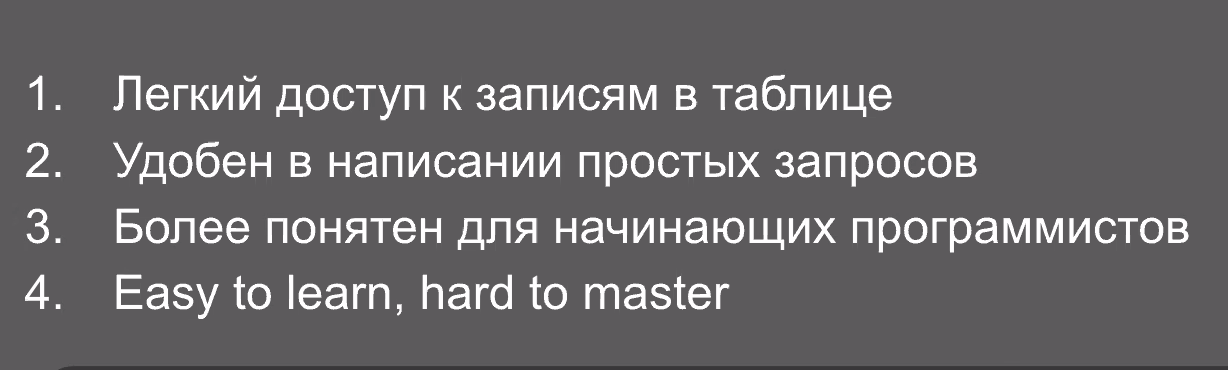 1. Легкий доступ к записям в таблице
2. Удобен в написании простых запросов
3. Более понятен для начинающих программистов
4. Easy to learn, hard to master